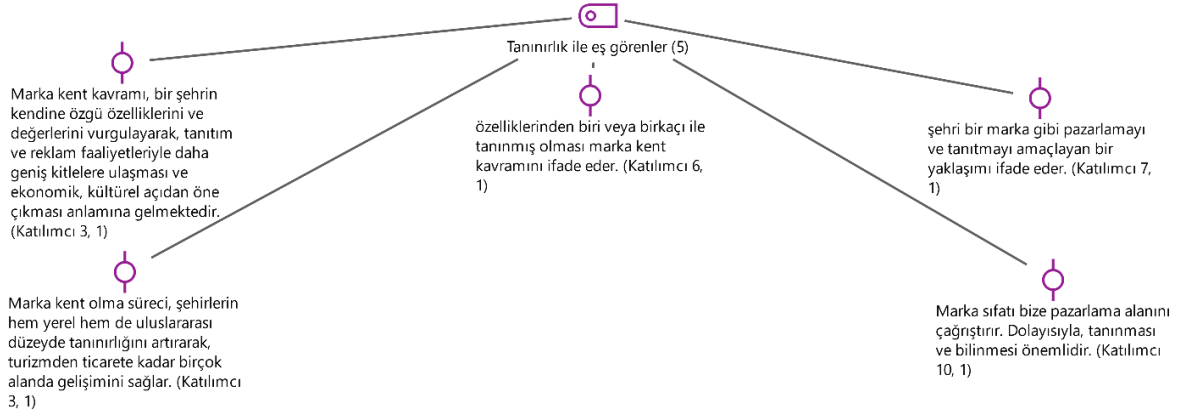 Tanınırlık ile eş görenler (5)
Marka kent kavramı, bir şehrin
kendine özgü özelliklerini ve
değerlerini vurgulayarak, tanıtım
ve reklam faaliyetleriyle daha
geniş kitlelere ulaşması ve
ekonomik, kültürel açıdan öne
çıkması anlamına gelmektedir.
(Katılımcı 3, 1)
özelliklerinden biri veya birkaçı ile
tanınmış olması marka kent
kavramını ifade eder. (Katılımcı 6,
1)
şehri bir marka gibi pazarlamayı
ve tanıtmayı amaçlayan bir
yaklaşımı ifade eder. (Katılımcı 7,
1)
Marka kent olma süreci, şehirlerin
hem yerel hem de uluslararası
düzeyde tanınırlığını artırarak,
turizmden ticarete kadar birçok
alanda gelişimini sağlar. (Katılımcı
3, 1)
Marka sıfatı bize pazarlama alanını
çağrıştırır. Dolayısıyla, tanınması
ve bilinmesi önemlidir. (Katılımcı
10, 1)